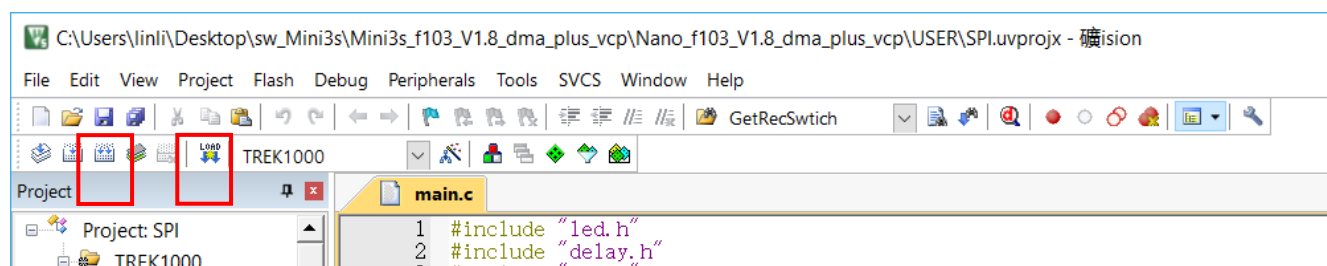 C:\Users\linli\Desktop\sw_Mini3s\Mini3s_f103_V1.8_dma_plus_vcp\Nano_f103_V1.8_dma_plus_vcp\USER\SPI.uvprojx - 礦ision
File Edit View Project Flash Debug Peripherals Tools SVCS Window Help
GetRecSwtich
LOAD TREK1000
Project main.c
Project: SPI 1 #include "led.h"
TREK1000 2 #include "delay.h"